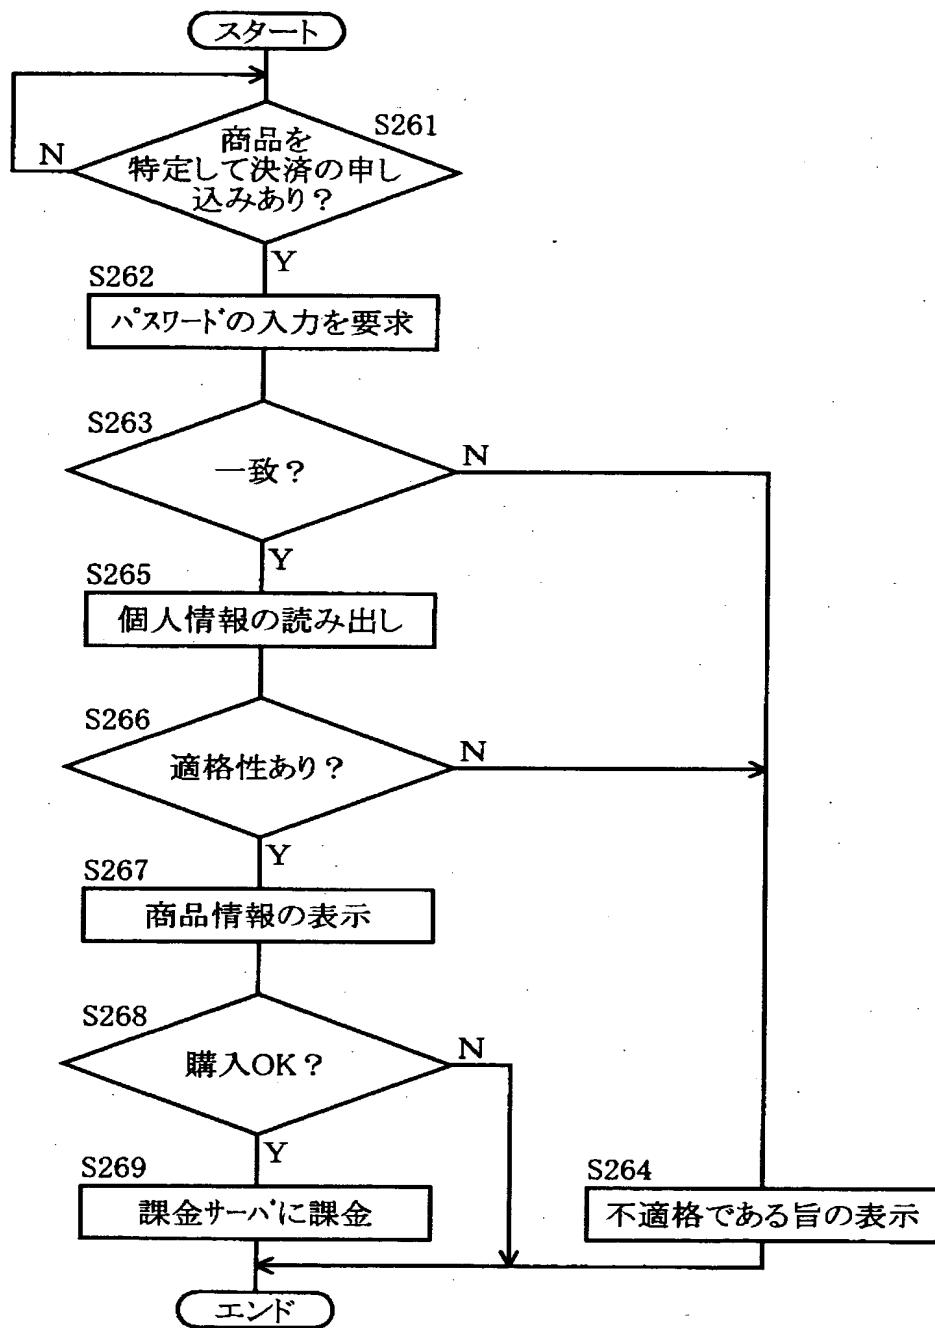 スタート
S261
商品を
特定して決済の申し
込みあり?
N
Y
S262
パスワードの入力を要求
S263
一致?
N
Y
S265
個人情報の読み出し
S266
適格性あり?
N
Y
S267
商品情報の表示
S268
購入OK?
N
Y
S269
課金サーバに課金
S264
不適格である旨の表示
エンド